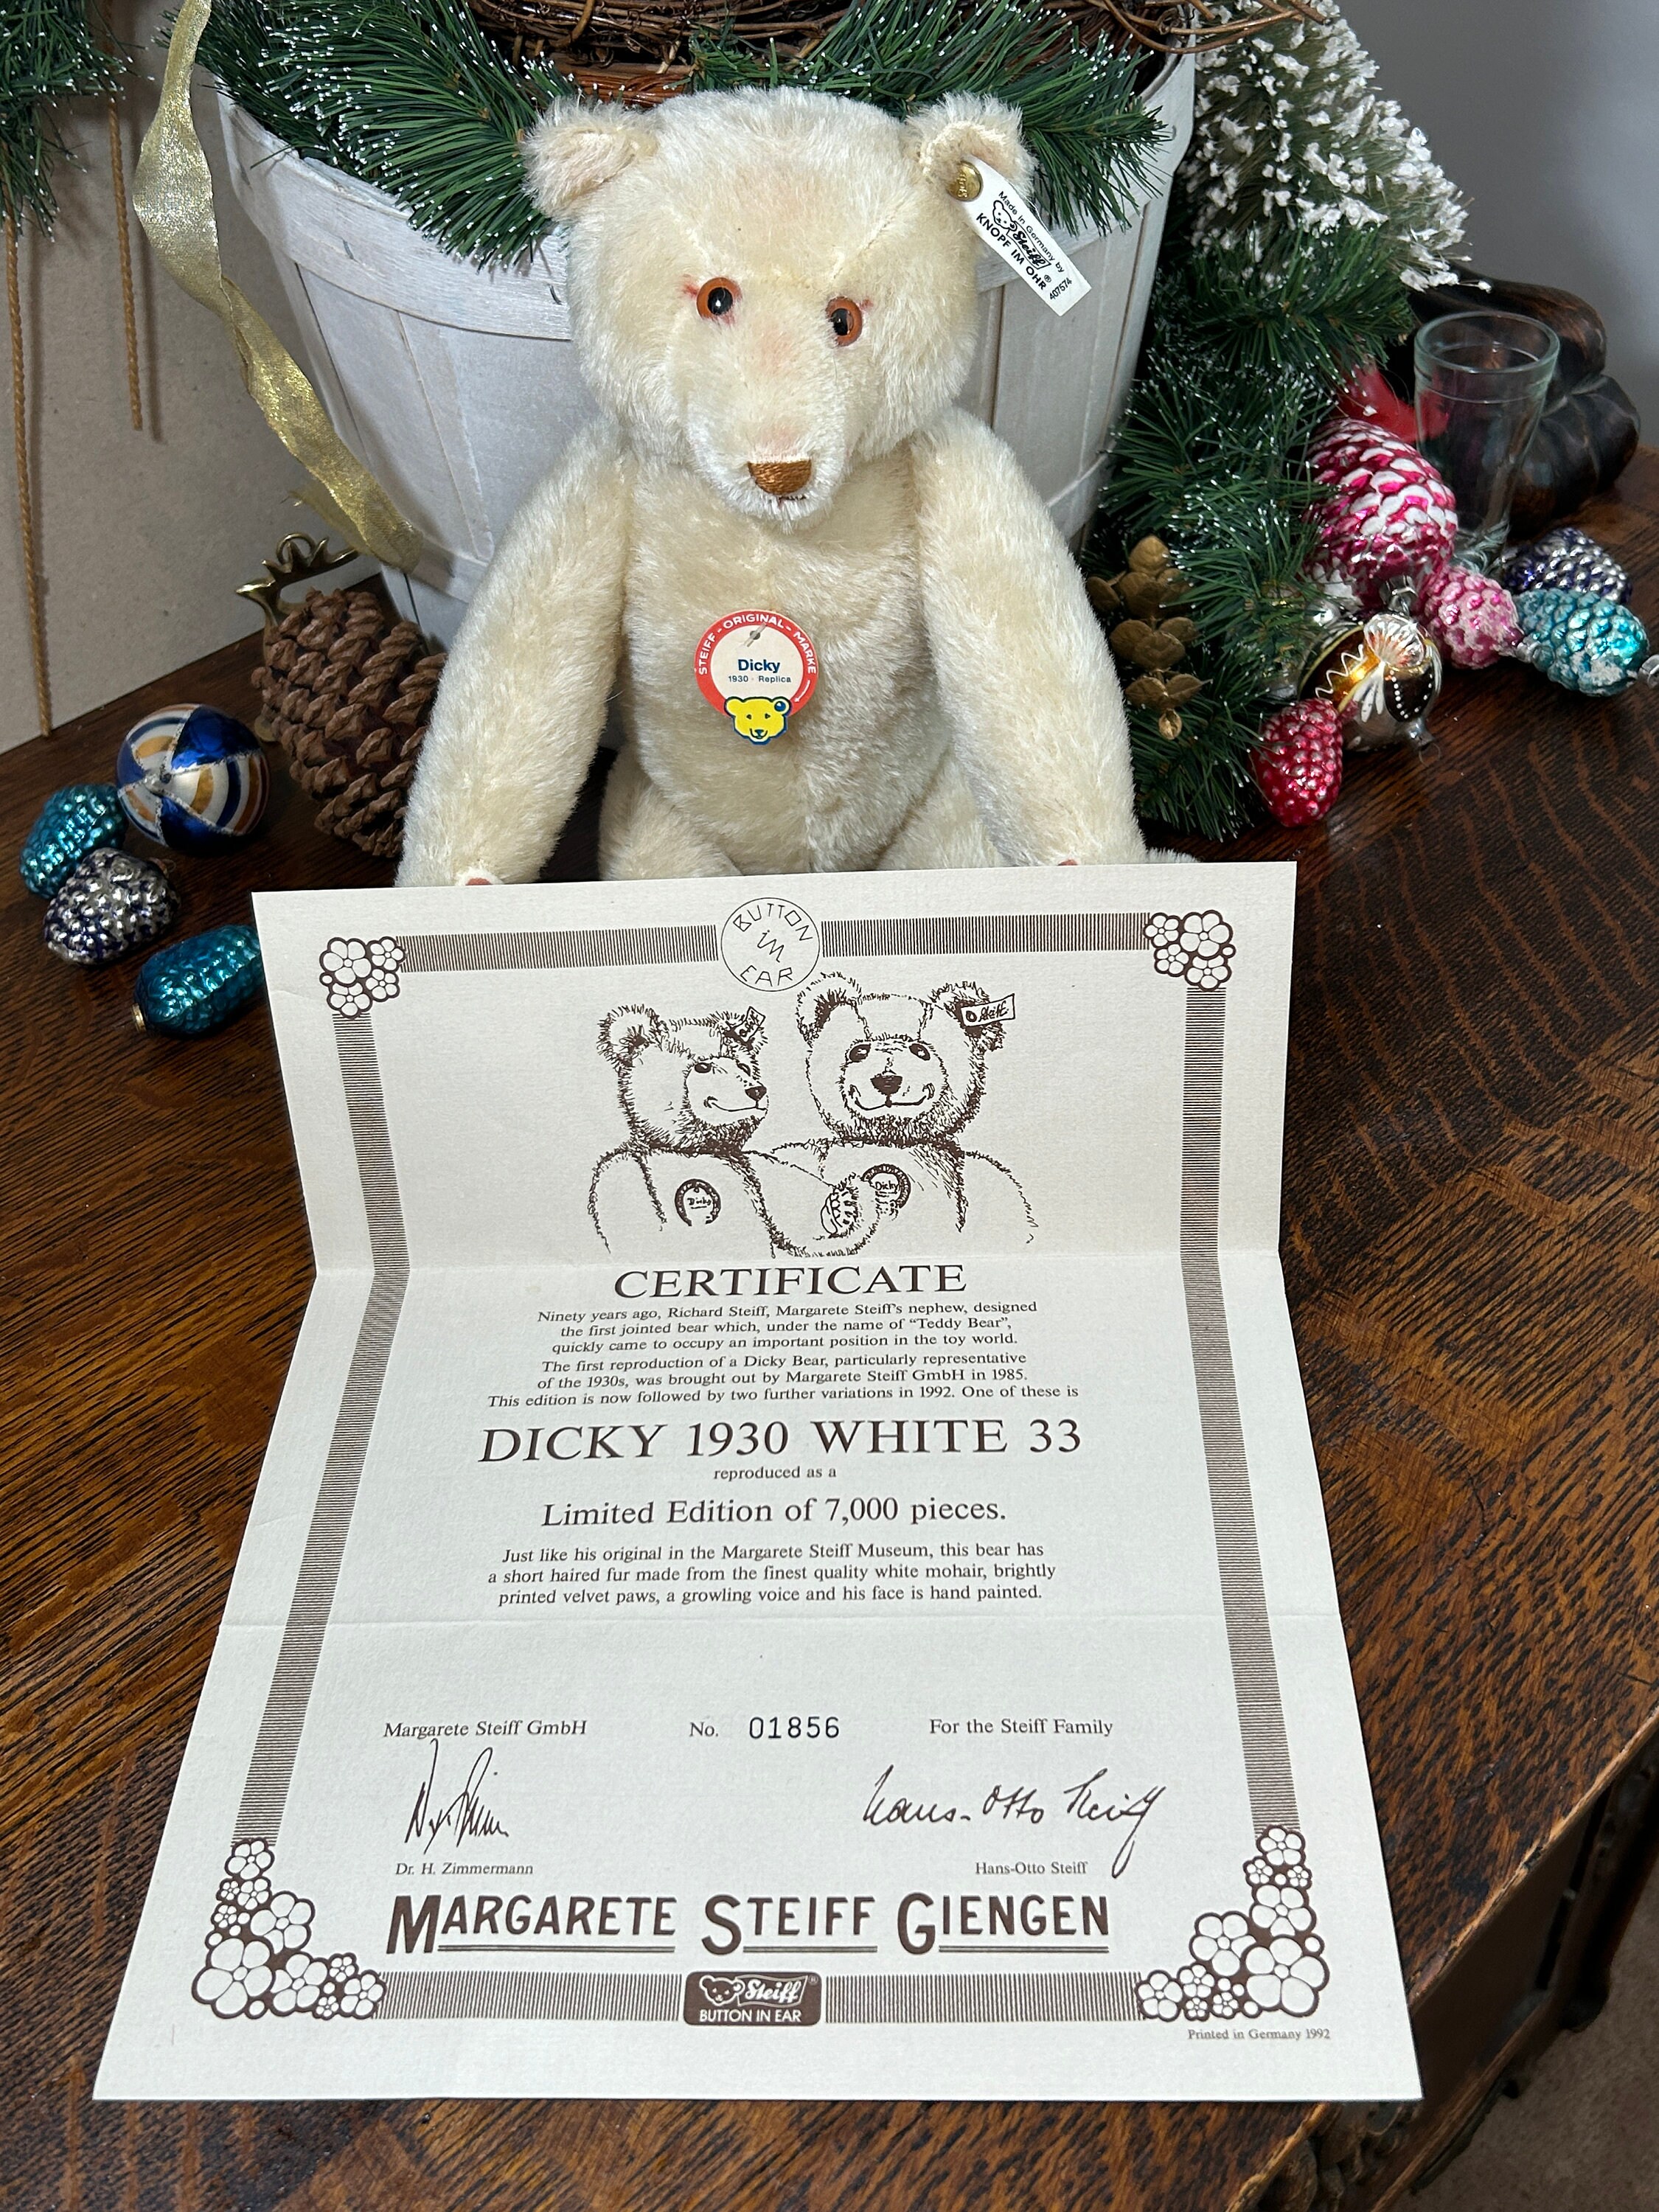 Steiff
Made in Germany by
Steiff ®
KNOPF IM OHR
407574
STEIFF - ORIGINAL - MARKE
Dicky
1930 · Replica
BUTTON
IM
EAR
Steiff
Dicky
Dicky
CERTIFICATE
Ninety years ago, Richard Steiff, Margarete Steiff's nephew, designed
the first jointed bear which, under the name of “Teddy Bear”,
quickly came to occupy an important position in the toy world.
The first reproduction of a Dicky Bear, particularly representative
of the 1930s, was brought out by Margarete Steiff GmbH in 1985.
This edition is now followed by two further variations in 1992. One of these is
DICKY 1930 WHITE 33
reproduced as a
Limited Edition of 7,000 pieces.
Just like his original in the Margarete Steiff Museum, this bear has
a short haired fur made from the finest quality white mohair, brightly
printed velvet paws, a growling voice and his face is hand painted.
Margarete Steiff GmbH No. 01856 For the Steiff Family
Hans-Otto Steiff
Dr. H. Zimmermann Hans-Otto Steiff
MARGARETE STEIFF GIENGEN
Steiff ®
BUTTON IN EAR
Printed in Germany 1992